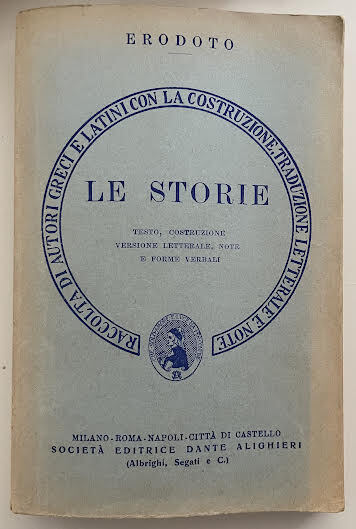 ERODOTO
RACCOLTA DI AUTORI GRECI E LATINI CON LA COSTRUZIONE, TRADUZIONE LETTERALE E NOTE
LE STORIE
TESTO, COSTRUZIONE
VERSIONE LETTERALE, NOTE
E FORME VERBALI
MILANO-ROMA-NAPOLI-CITTÀ DI CASTELLO
SOCIETÀ EDITRICE DANTE ALIGHIERI
(Albrighi, Segati e C.)